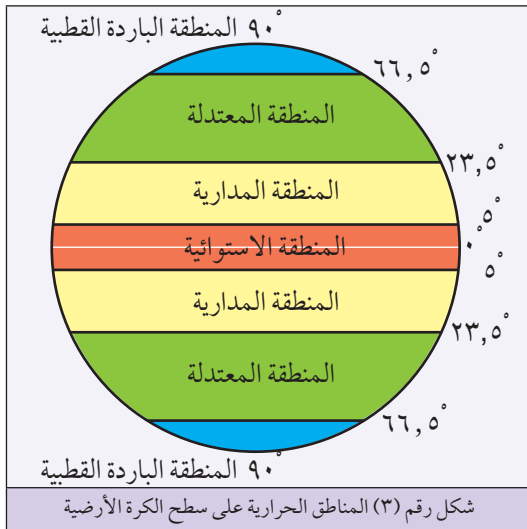 ٩٠° المنطقة الباردة القطبية
٦٦,٥°
المنطقة المعتدلة
٢٣,٥°
المنطقة المدارية
٥°
المنطقة الاستوائية
٠°
٥°
المنطقة المدارية
٢٣,٥°
المنطقة المعتدلة
٦٦,٥°
٩٠° المنطقة الباردة القطبية
شكل رقم (٣) المناطق الحرارية على سطح الكرة الأرضية